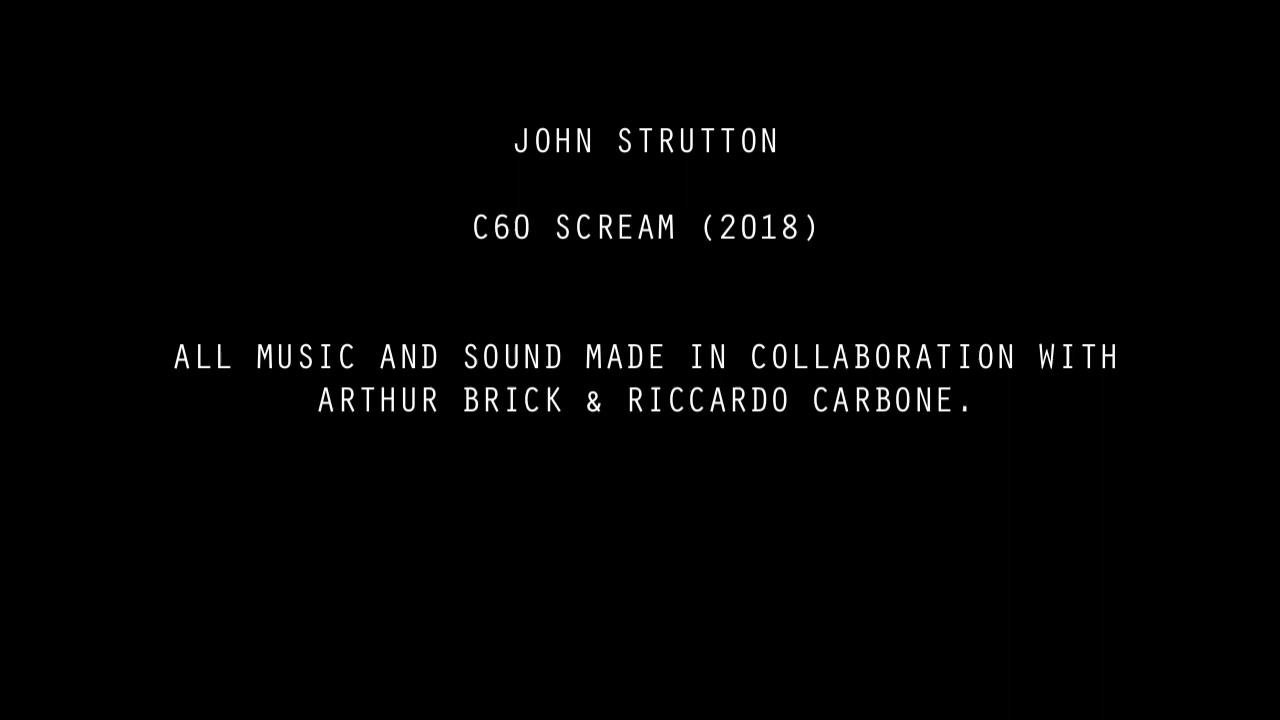 JOHN STRUTTON
C60 SCREAM (2018)
ALL MUSIC AND SOUND MADE IN COLLABORATION WITH
ARTHUR BRICK & RICCARDO CARBONE.